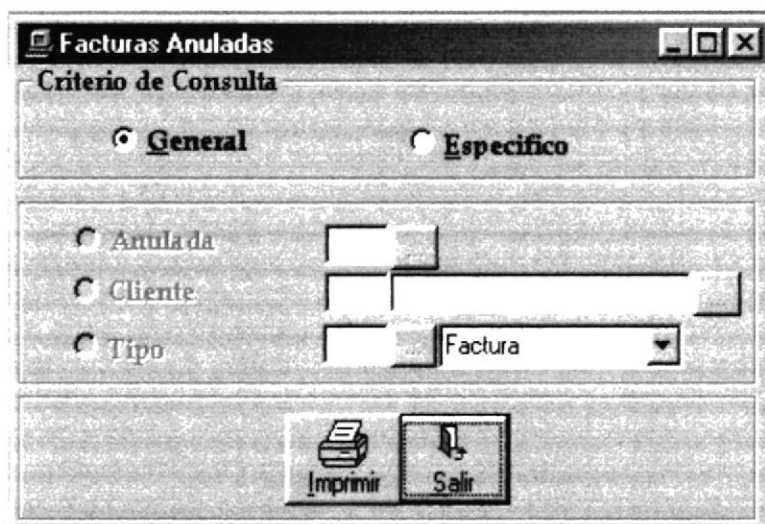 Facturas Anuladas
Criterio de Consulta
General Especifico
Anulada ...
Cliente ...
Tipo ... Factura
Imprimir Salir